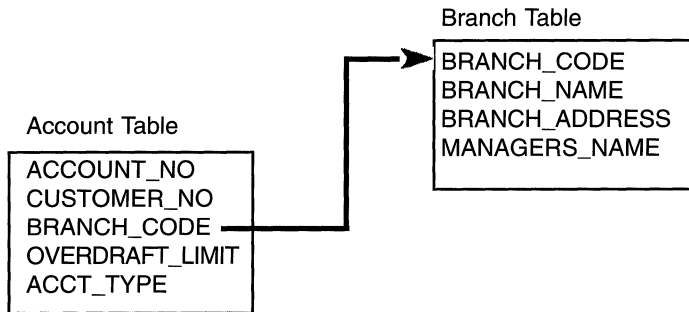 Branch Table
BRANCH_CODE
BRANCH_NAME
BRANCH_ADDRESS
MANAGERS_NAME
Account Table
ACCOUNT_NO
CUSTOMER_NO
BRANCH_CODE
OVERDRAFT_LIMIT
ACCT_TYPE